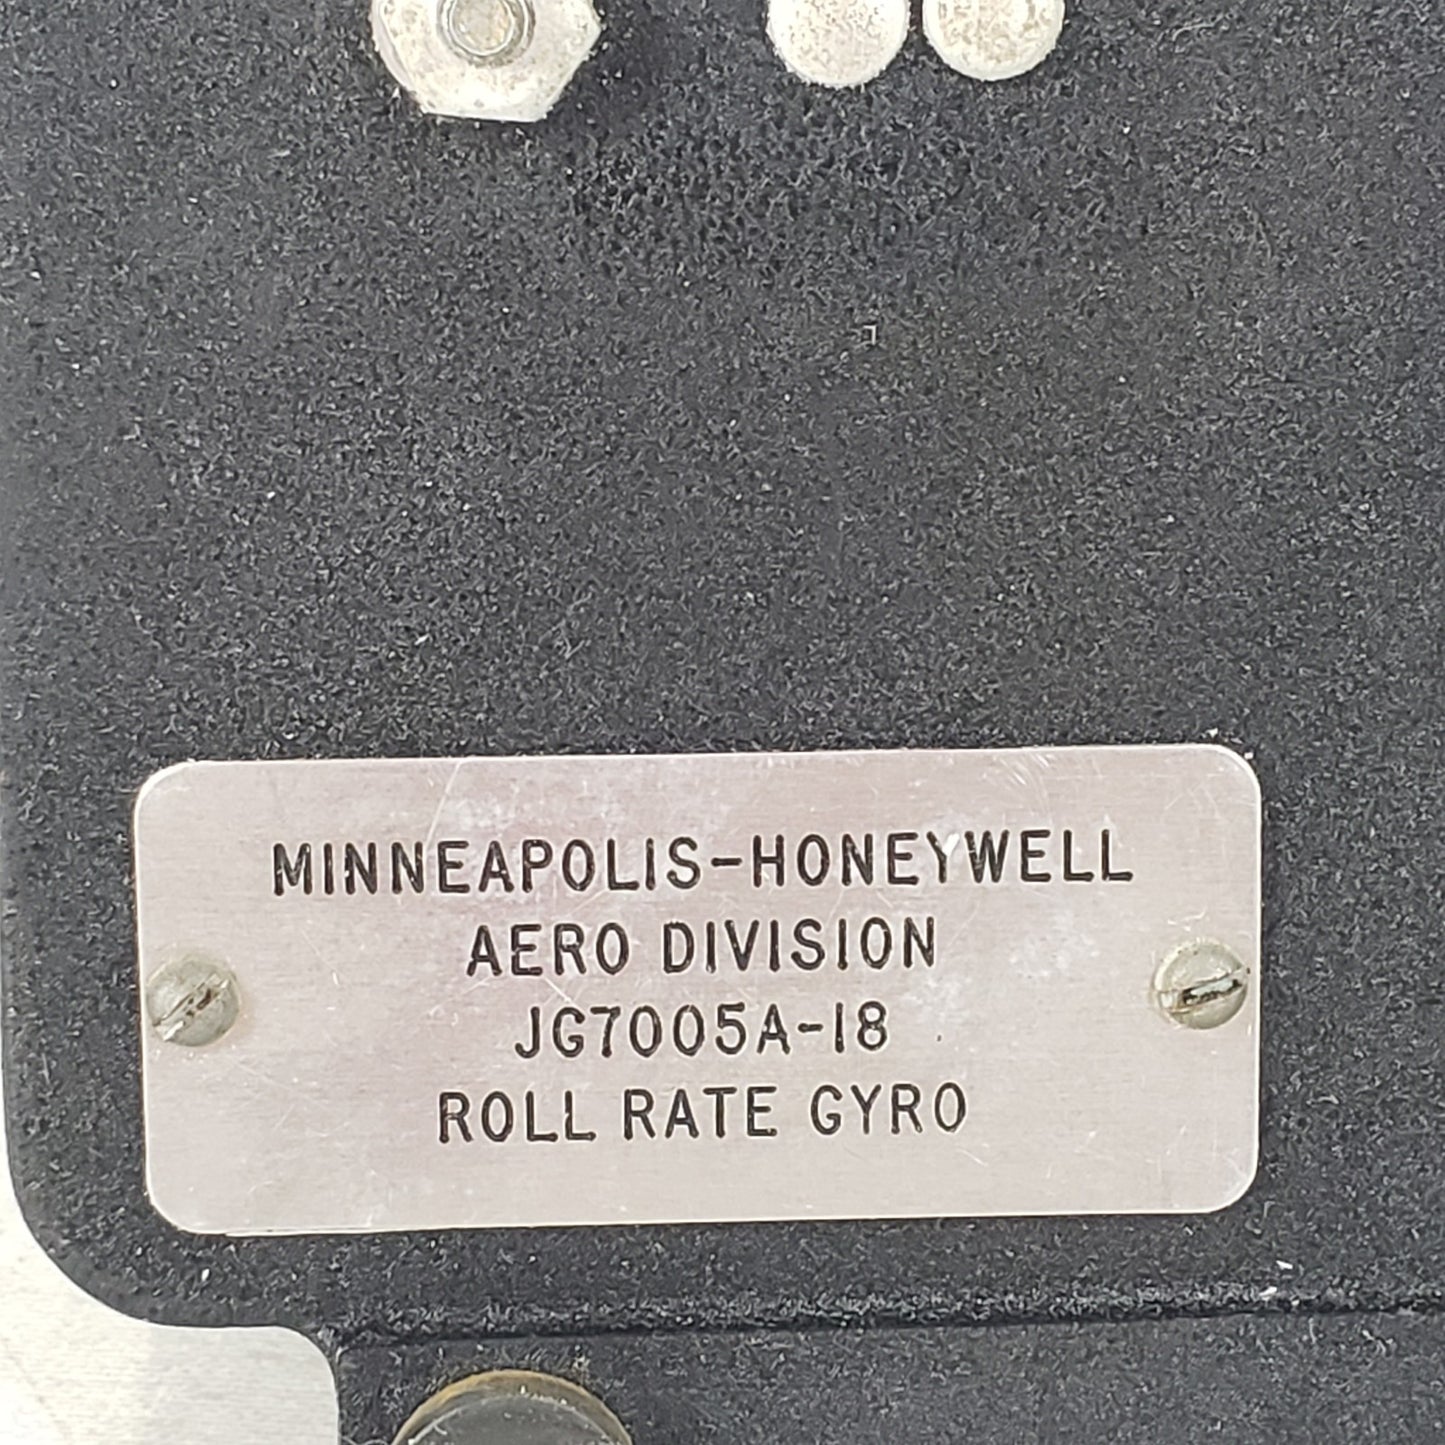 MINNEAPOLIS-HONEYWELL
AERO DIVISION
JG7005A-18
ROLL RATE GYRO